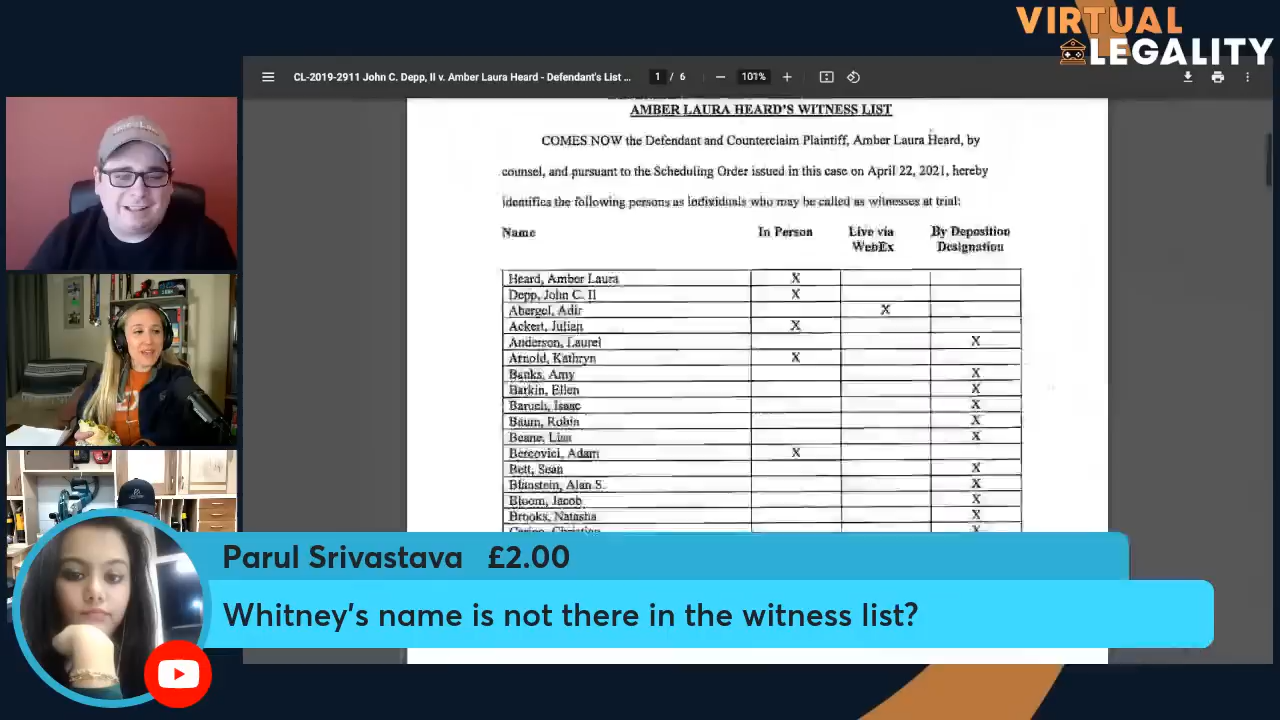 VIRTUAL
LEGALITY
CL-2019-2911 John C. Depp, II v. Amber Laura Heard - Defendant's List ...
1 / 6
101%
AMBER LAURA HEARD'S WITNESS LIST
COMES NOW the Defendant and Counterclaim Plaintiff, Amber Laura Heard, by
counsel, and pursuant to the Scheduling Order issued in this case on April 22, 2021, hereby
identifies the following persons as individuals who may be called as witnesses at trial:
Name In Person Live via WebEx By Deposition Designation
Heard, Amber Laura X
Depp, John C. II X
Abergel, Adir X
Ackert, Julian X
Anderson, Laurel X
Arnold, Kathryn X
Banks, Amy X
Barkin, Ellen X
Baruch, Isaac X
Baum, Robin X
Beane, Lisa X
Bercovici, Adam X
Bett, Sean X
Blaustein, Alan S. X
Bloom, Jacob X
Brooks, Natasha X
Parul Srivastava £2.00
Whitney's name is not there in the witness list?